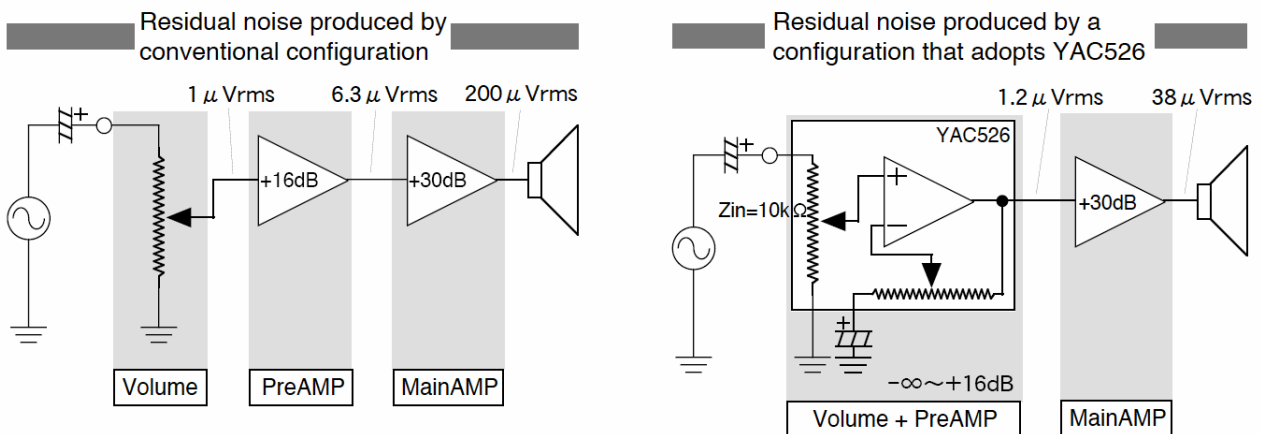 Residual noise produced by
conventional configuration
1 μ Vrms
6.3 μ Vrms
200 μ Vrms
+
+16dB
+30dB
Volume
PreAMP
MainAMP
Residual noise produced by a
configuration that adopts YAC526
1.2 μ Vrms
38 μ Vrms
YAC526
+
+
Zin=10kΩ
−
+30dB
+
-∞~+16dB
Volume + PreAMP
MainAMP